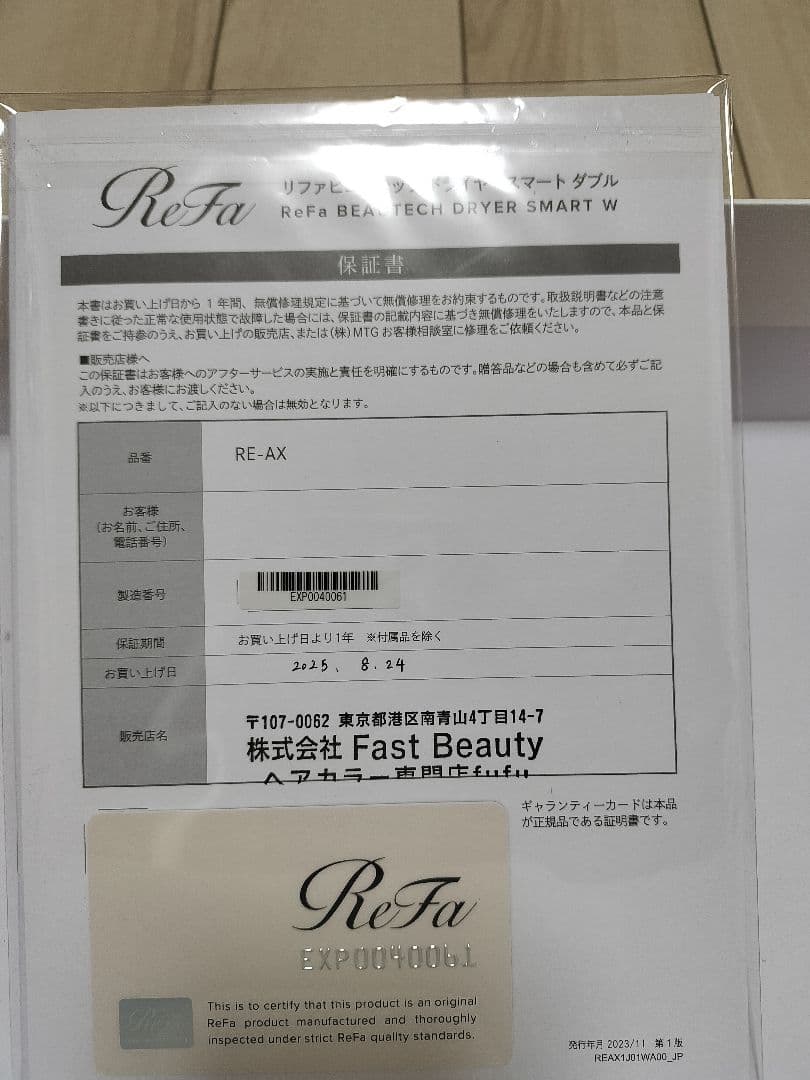 ReFa
リファビ ックドライヤースマート ダブル
ReFa BEAUTECH DRYER SMART W
保証書
本書はお買い上げ日から 1 年間、無償修理規定に基づいて無償修理をお約束するものです。取扱説明書などの注意
書きに従った正常な使用状態で故障した場合には、保証書の記載内容に基づき無償修理をいたしますので、本品と保
証書をご持参のうえ、お買い上げの販売店、または(株)MTG お客様相談室に修理をご依頼ください。
■販売店様へ
この保証書はお客様へのアフターサービスの実施と責任を明確にするものです。贈答品などの場合も含めて必ずご記
入のうえ、お客様にお渡しください。
※以下につきまして、ご記入のない場合は無効となります。
品番
RE-AX
お客様
(お名前、ご住所、
電話番号)
製造番号
EXP0040061
保証期間
お買い上げ日より1年 ※付属品を除く
お買い上げ日
2025、8.24
販売店名
〒107-0062 東京都港区南青山4丁目14-7
株式会社 Fast Beauty
ヘアカラー専門店fufu
ギャランティーカードは本品
が正規品である証明書です。
ReFa
EXP0040061
ReFa
This is to certify that this product is an original
ReFa product manufactured and thoroughly
inspected under strict ReFa quality standards.
発行年月 2023/11 第1版
REAX1J01WA00_JP